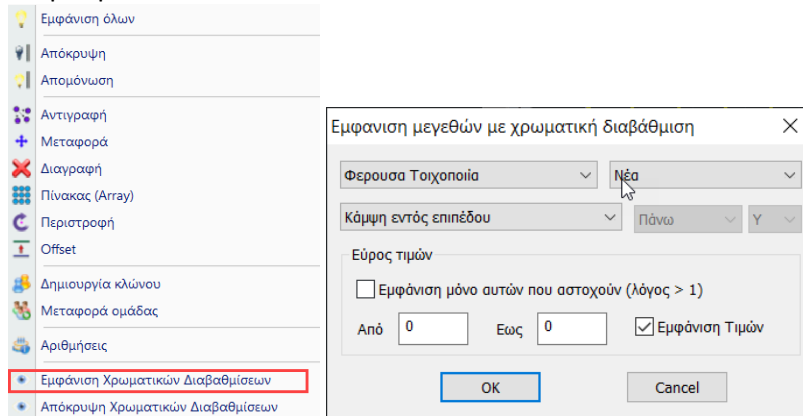 Εμφάνιση όλων
Απόκρυψη
Απομόνωση
Αντιγραφή
Μεταφορά
Διαγραφή
Πίνακας (Array)
Περιστροφή
Offset
Δημιουργία κλώνου
Μεταφορά ομάδας
Αριθμήσεις
Εμφάνιση Χρωματικών Διαβαθμίσεων
Απόκρυψη Χρωματικών Διαβαθμίσεων
Εμφανιση μεγεθών με χρωματική διαβάθμιση
Φερουσα Τοιχοποιία Νέα
Κάμψη εντός επιπέδου Πάνω Y
Εύρος τιμών
Εμφάνιση μόνο αυτών που αστοχούν (λόγος > 1)
Από 0 Εως 0 Εμφάνιση Τιμών
OK Cancel